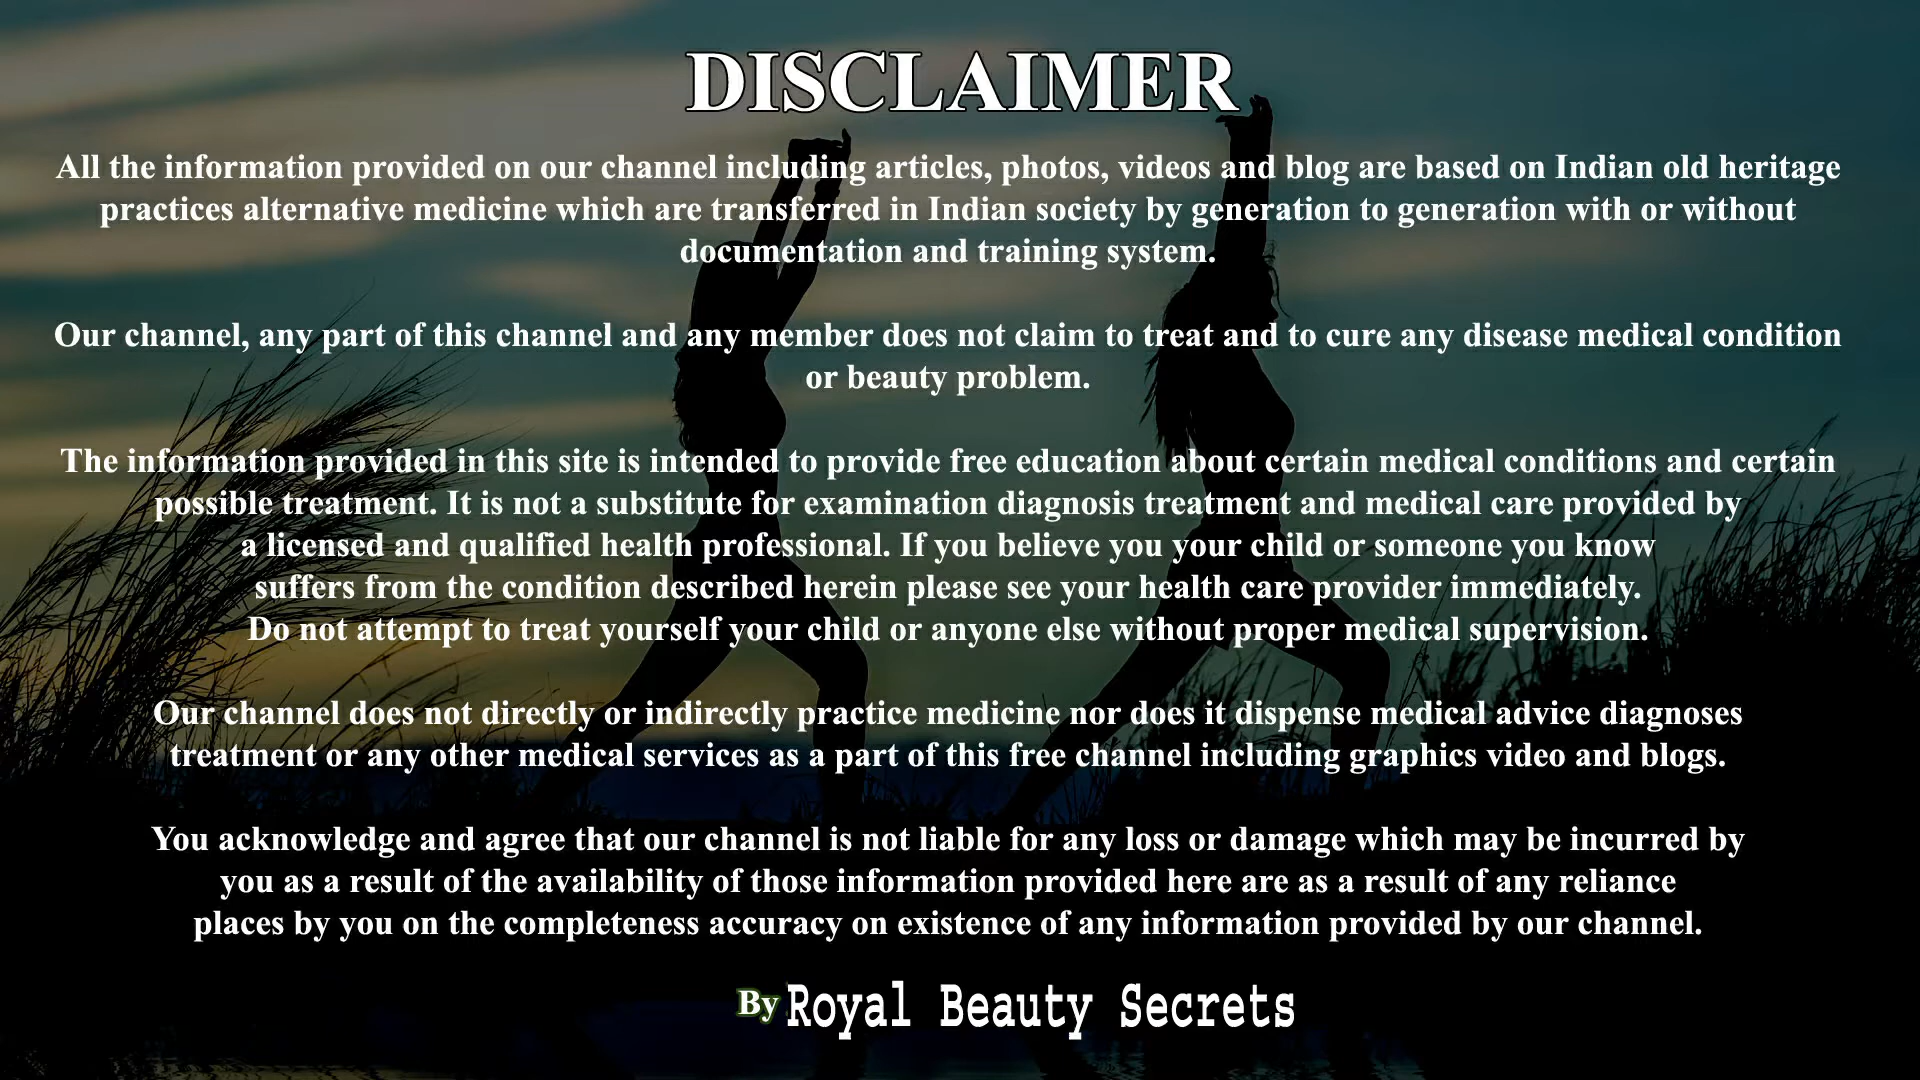 DISCLAIMER
All the information provided on our channel including articles, photos, videos and blog are based on Indian old heritage
practices alternative medicine which are transferred in Indian society by generation to generation with or without
documentation and training system.
Our channel, any part of this channel and any member does not claim to treat and to cure any disease medical condition
or beauty problem.
The information provided in this site is intended to provide free education about certain medical conditions and certain
possible treatment. It is not a substitute for examination diagnosis treatment and medical care provided by
a licensed and qualified health professional. If you believe you your child or someone you know
suffers from the condition described herein please see your health care provider immediately.
Do not attempt to treat yourself your child or anyone else without proper medical supervision.
Our channel does not directly or indirectly practice medicine nor does it dispense medical advice diagnoses
treatment or any other medical services as a part of this free channel including graphics video and blogs.
You acknowledge and agree that our channel is not liable for any loss or damage which may be incurred by
you as a result of the availability of those information provided here are as a result of any reliance
places by you on the completeness accuracy on existence of any information provided by our channel.
By Royal Beauty Secrets